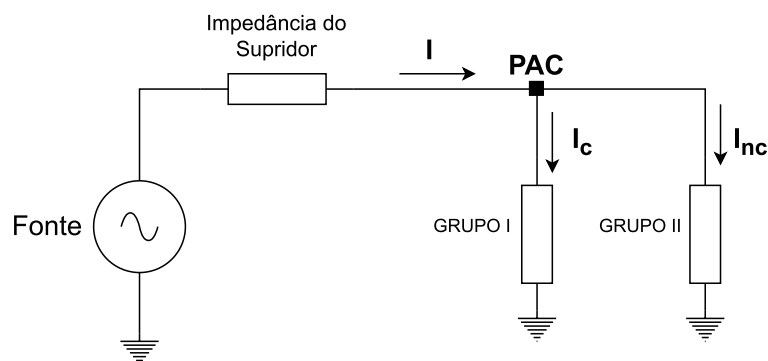 Impedância do
Supridor
I
PAC
I_c
I_nc
Fonte
GRUPO I
GRUPO II